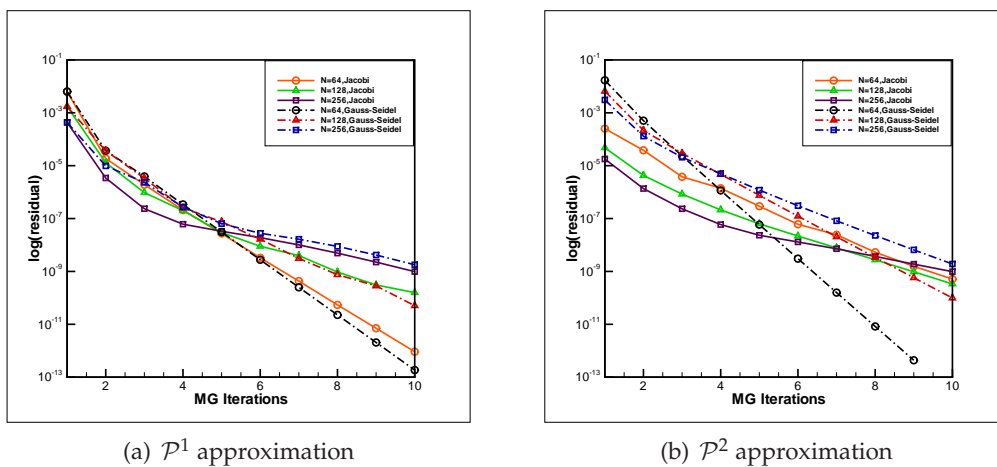 10^-1
10^-3
10^-5
10^-7
10^-9
10^-11
10^-13
log(residual)
2
4
6
8
10
MG Iterations
N=64,Jacobi
N=128,Jacobi
N=256,Jacobi
N=64,Gauss-Seidel
N=128,Gauss-Seidel
N=256,Gauss-Seidel
(a) 𝒫^1 approximation
10^-1
10^-3
10^-5
10^-7
10^-9
10^-11
10^-13
log(residual)
2
4
6
8
10
MG Iterations
N=64,Jacobi
N=128,Jacobi
N=256,Jacobi
N=64,Gauss-Seidel
N=128,Gauss-Seidel
N=256,Gauss-Seidel
(b) 𝒫^2 approximation